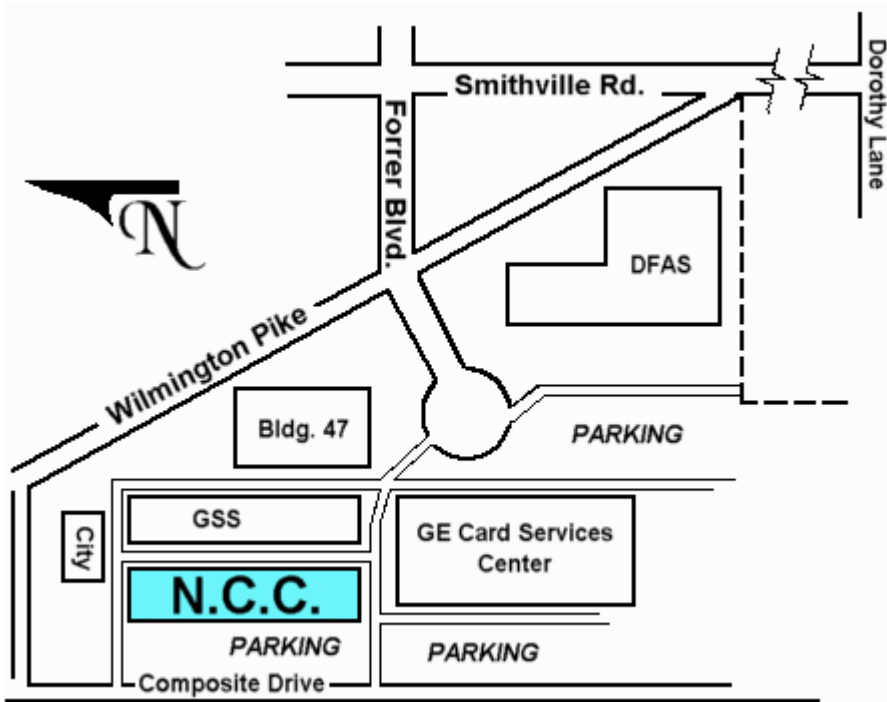 Smithville Rd.
Dorothy Lane
Forrer Blvd.
N
DFAS
Wilmington Pike
Bldg. 47
PARKING
GSS
City
GE Card Services
Center
N.C.C.
PARKING
PARKING
Composite Drive